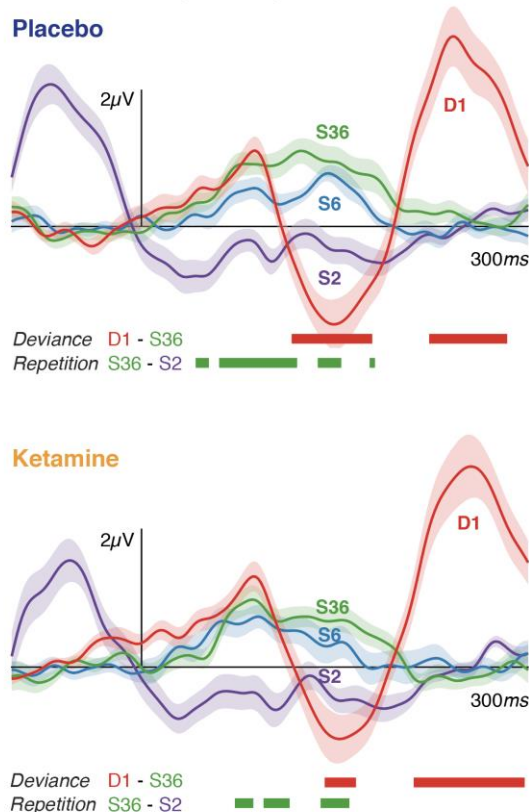 Placebo
2µV
D1
S36
S6
S2
300ms
Deviance D1 - S36
Repetition S36 - S2
Ketamine
2µV
D1
S36
S6
S2
300ms
Deviance D1 - S36
Repetition S36 - S2